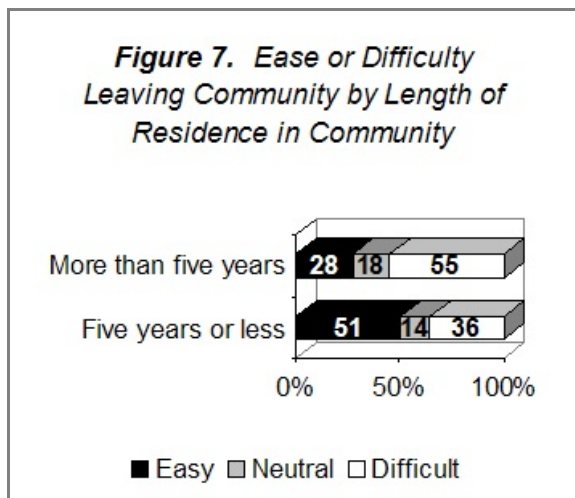 Figure 7. Ease or Difficulty
Leaving Community by Length of
Residence in Community
More than five years 28 18 55
Five years or less 51 14 36
0% 50% 100%
Easy Neutral Difficult